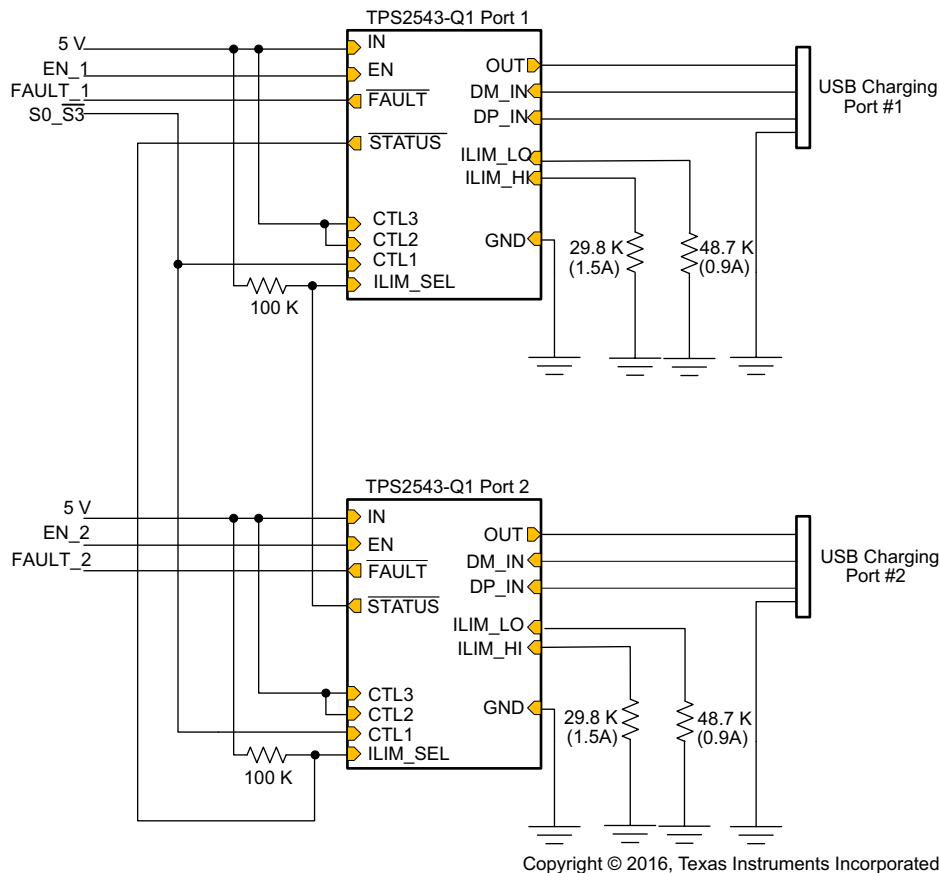 TPS2543-Q1 Port 1
5 V
EN_1
FAULT_1
S0_S3
IN
EN
FAULT
STATUS
CTL3
CTL2
CTL1
ILIM_SEL
100 K
OUT
DM_IN
DP_IN
ILIM_LO
ILIM_HI
GND
29.8 K
(1.5A)
48.7 K
(0.9A)
USB Charging
Port #1
TPS2543-Q1 Port 2
5 V
EN_2
FAULT_2
IN
EN
FAULT
STATUS
CTL3
CTL2
CTL1
ILIM_SEL
100 K
OUT
DM_IN
DP_IN
ILIM_LO
ILIM_HI
GND
29.8 K
(1.5A)
48.7 K
(0.9A)
USB Charging
Port #2
Copyright © 2016, Texas Instruments Incorporated